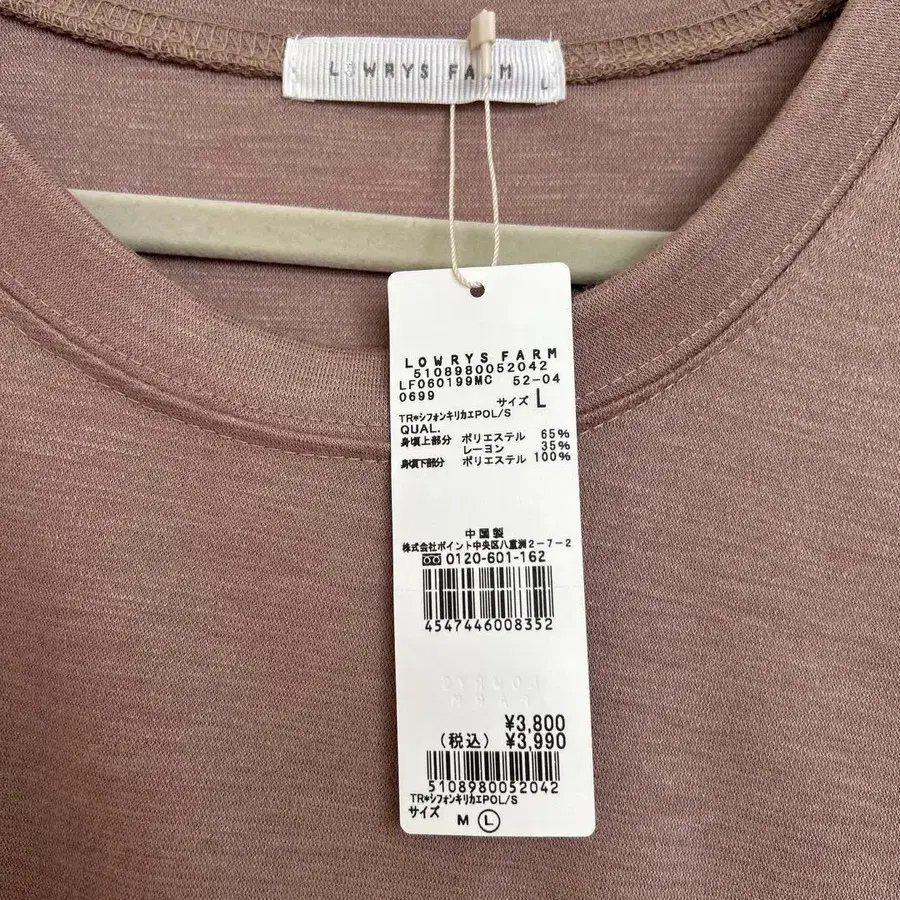 LOWRYS FARM
L
LOWRYS FARM
5108980052042
LF060199MC 52-04
0699 サイズ L
TR*シフォンキリカエPOL/S
QUAL.
身頃上部分 ポリエステル 65%
レーヨン 35%
身頃下部分 ポリエステル 100%
中国製
株式会社ポイント中央区八重洲2-7-2
0120-601-162
4547446008352
¥3,800
(税込) ¥3,990
5108980052042
TR*シフォンキリカエPOL/S
サイズ
M L